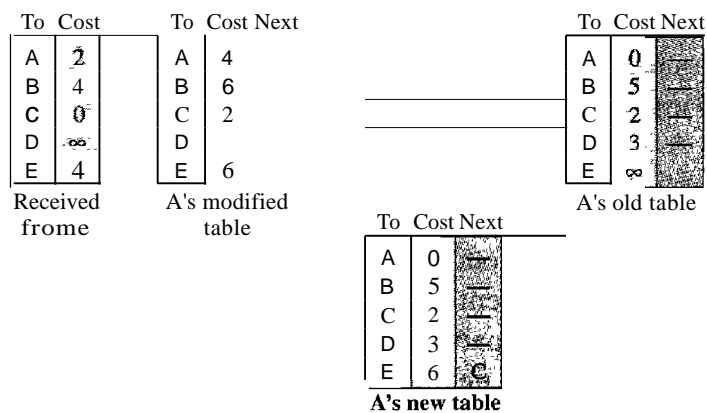 To Cost
A 2
B 4
C 0
D ∞
E 4
Received
frome
To Cost Next
A 4
B 6
C 2
D
E 6
A's modified
table
To Cost Next
A 0 —
B 5 —
C 2 —
D 3 —
E ∞
A's old table
To Cost Next
A 0 —
B 5 —
C 2 —
D 3 —
E 6 C
A's new table